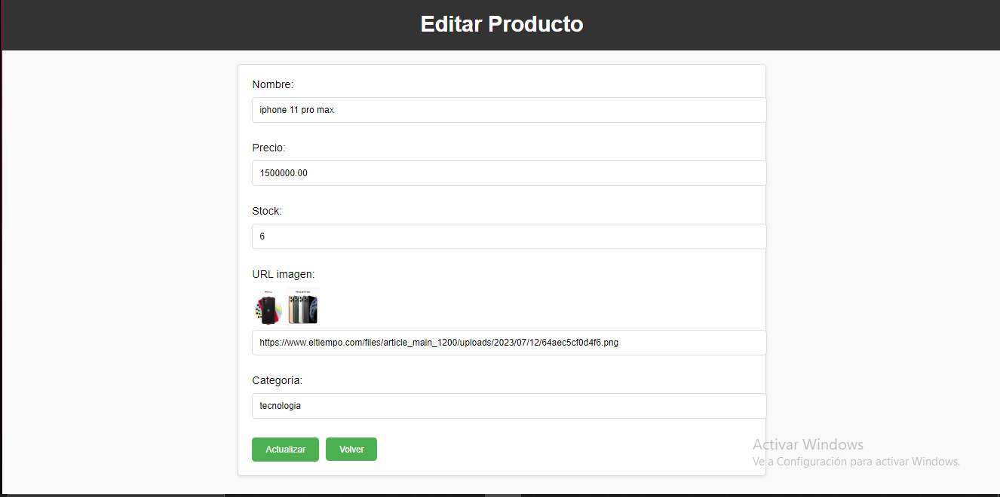 Editar Producto
Nombre:
iphone 11 pro max
Precio:
1500000.00
Stock:
6
URL imagen:
https://www.eltiempo.com/files/article_main_1200/uploads/2023/07/12/64aec5cf0d4f6.png
Categoría:
tecnologia
Actualizar Volver
Activar Windows
Ve a Configuración para activar Windows.